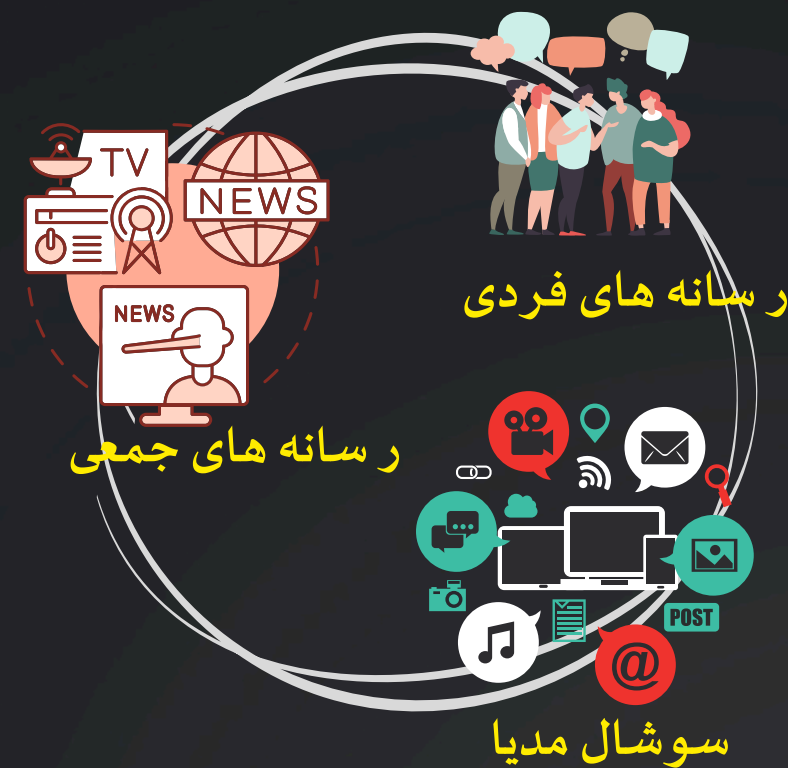 TV
NEWS
NEWS
رسانه های فردی
رسانه های جمعی
POST
@
سوشال مدیا